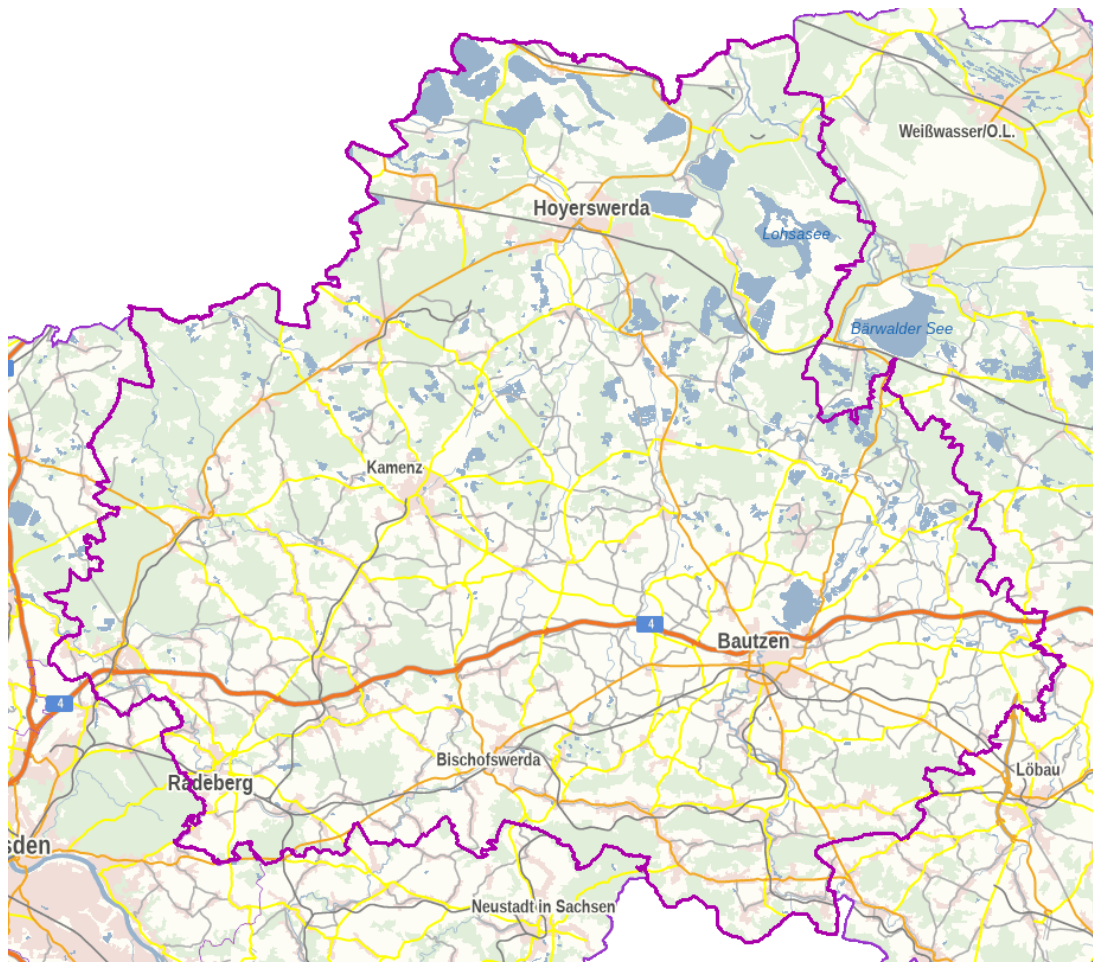 Weißwasser/O.L.
Hoyerswerda
Lohsasee
Bärwalder See
Kamenz
4
Bautzen
4
Bischofswerda
Löbau
Radeberg
sden
Neustadt in Sachsen